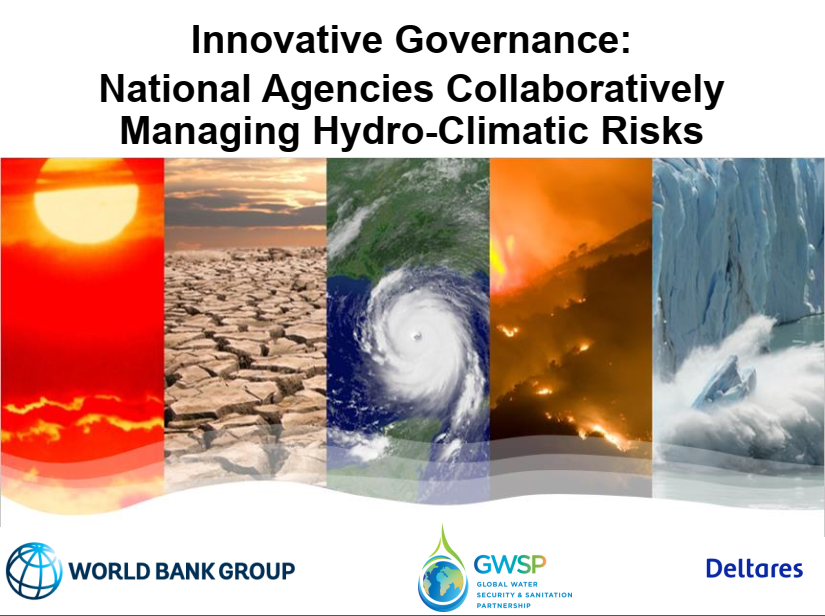 Innovative Governance:
National Agencies Collaboratively
Managing Hydro-Climatic Risks
WORLD BANK GROUP
GWSP
GLOBAL WATER
SECURITY & SANITATION
PARTNERSHIP
Deltares